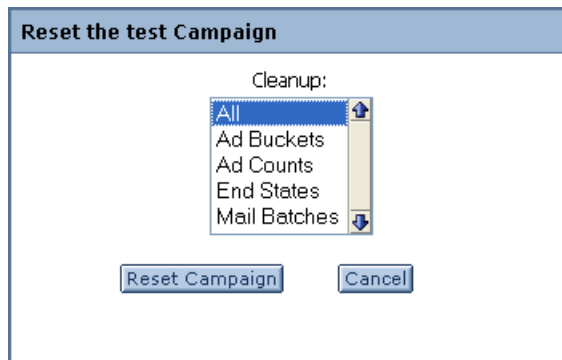 Reset the test Campaign
Cleanup:
All
Ad Buckets
Ad Counts
End States
Mail Batches
Reset Campaign Cancel